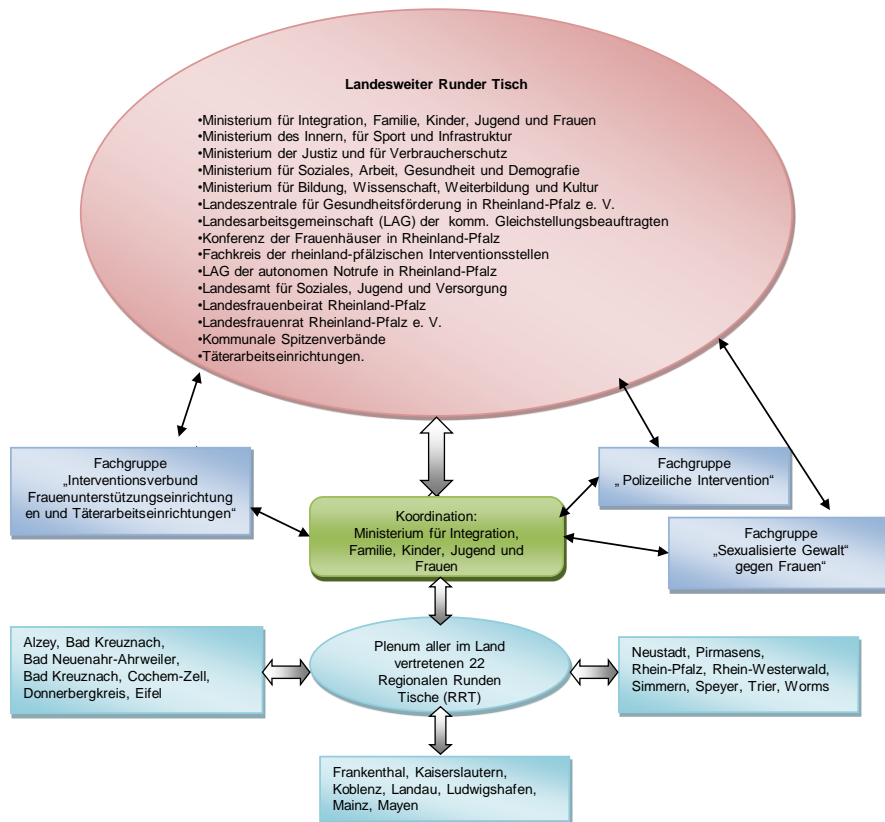 Landesweiter Runder Tisch
•Ministerium für Integration, Familie, Kinder, Jugend und Frauen
•Ministerium des Innern, für Sport und Infrastruktur
•Ministerium der Justiz und für Verbraucherschutz
•Ministerium für Soziales, Arbeit, Gesundheit und Demografie
•Ministerium für Bildung, Wissenschaft, Weiterbildung und Kultur
•Landeszentrale für Gesundheitsförderung in Rheinland-Pfalz e. V.
•Landesarbeitsgemeinschaft (LAG) der komm. Gleichstellungsbeauftragten
•Konferenz der Frauenhäuser in Rheinland-Pfalz
•Fachkreis der rheinland-pfälzischen Interventionsstellen
•LAG der autonomen Notrufe in Rheinland-Pfalz
•Landesamt für Soziales, Jugend und Versorgung
•Landesfrauenbeirat Rheinland-Pfalz
•Landesfrauenrat Rheinland-Pfalz e. V.
•Kommunale Spitzenverbände
•Täterarbeitseinrichtungen.
Fachgruppe
„Interventionsverbund
Frauenunterstützungseinrichtung
en und Täterarbeitseinrichtungen“
Fachgruppe
„ Polizeiliche Intervention“
Koordination:
Ministerium für Integration,
Familie, Kinder, Jugend und
Frauen
Fachgruppe
„Sexualisierte Gewalt“
gegen Frauen“
Alzey, Bad Kreuznach,
Bad Neuenahr-Ahrweiler,
Bad Kreuznach, Cochem-Zell,
Donnerbergkreis, Eifel
Plenum aller im Land
vertretenen 22
Regionalen Runden
Tische (RRT)
Neustadt, Pirmasens,
Rhein-Pfalz, Rhein-Westerwald,
Simmern, Speyer, Trier, Worms
Frankenthal, Kaiserslautern,
Koblenz, Landau, Ludwigshafen,
Mainz, Mayen